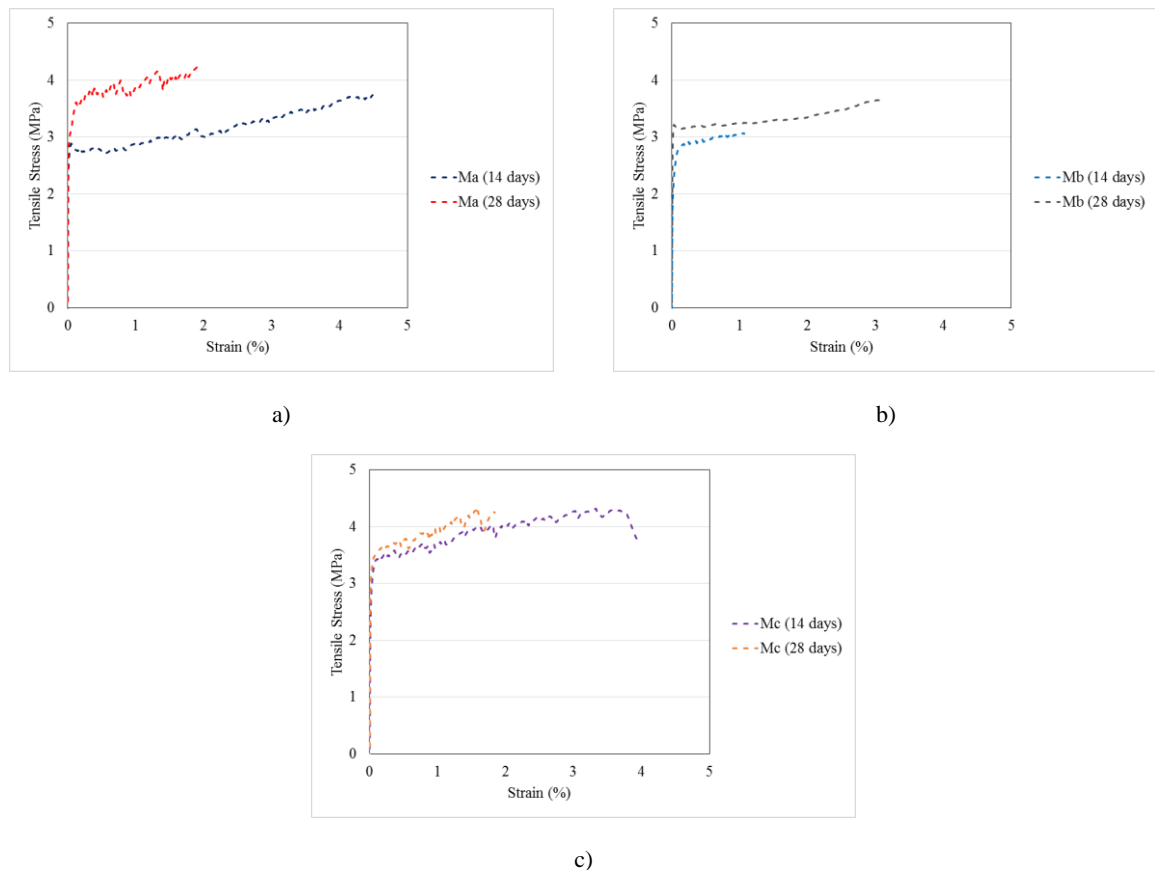 5
4
3
2
1
0
Tensile Stress (MPa)
0 1 2 3 4 5
Strain (%)
Ma (14 days)
Ma (28 days)
a)
5
4
3
2
1
0
Tensile Stress (MPa)
0 1 2 3 4 5
Strain (%)
Mb (14 days)
Mb (28 days)
b)
5
4
3
2
1
0
Tensile Stress (MPa)
0 1 2 3 4 5
Strain (%)
Mc (14 days)
Mc (28 days)
c)